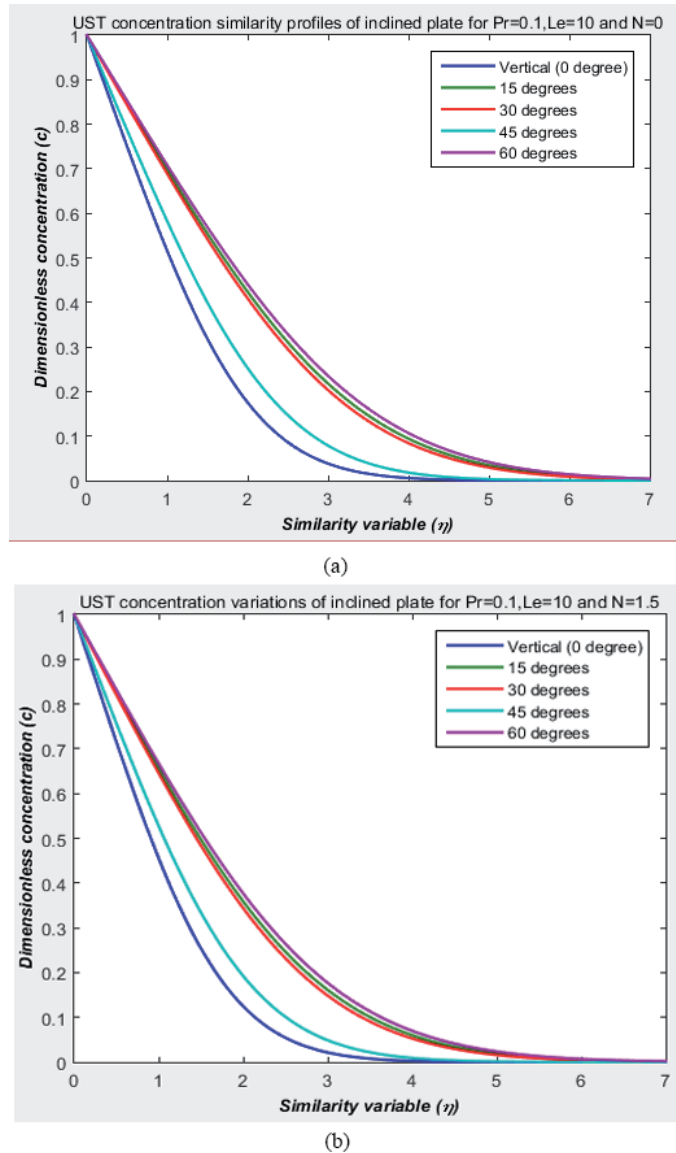 UST concentration similarity profiles of inclined plate for Pr=0.1,Le=10 and N=0
1
0.9
0.8
0.7
0.6
0.5
0.4
0.3
0.2
0.1
0
Dimensionless concentration (c)
Vertical (0 degree)
15 degrees
30 degrees
45 degrees
60 degrees
0 1 2 3 4 5 6 7
Similarity variable (η)
(a)
UST concentration variations of inclined plate for Pr=0.1,Le=10 and N=1.5
1
0.9
0.8
0.7
0.6
0.5
0.4
0.3
0.2
0.1
0
Dimensionless concentration (c)
Vertical (0 degree)
15 degrees
30 degrees
45 degrees
60 degrees
0 1 2 3 4 5 6 7
Similarity variable (η)
(b)